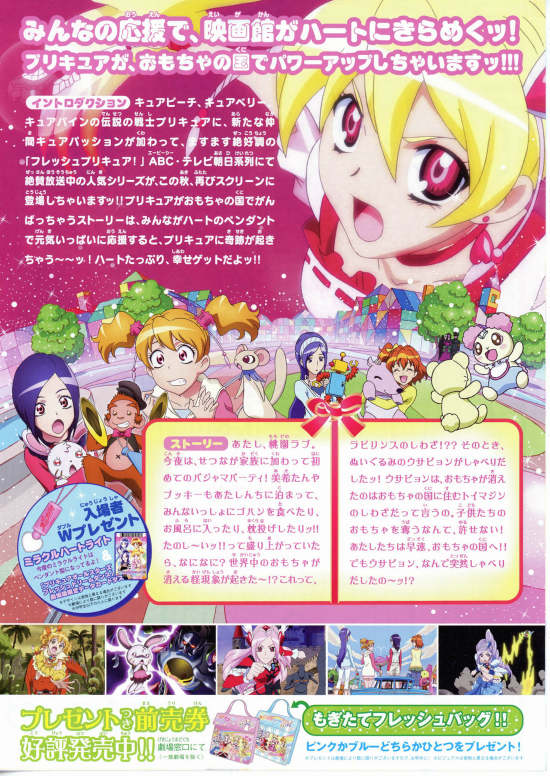 みんなの応援で、映画館がハートにきらめくッ!
プリキュアが、おもちゃの国でパワーアップしちゃいますッ!!!
イントロダクション キュアピーチ、キュアベリー、
キュアパインの伝説の戦士プリキュアに、新たな仲
間キュアパッションが加わって、ますます絶好調の
「フレッシュプリキュア!」ABC・テレビ朝日系列にて
絶賛放送中の人気シリーズが、この秋、再びスクリーンに
登場しちゃいますッ!!プリキュアがおもちゃの国でがん
ばっちゃうストーリーは、みんながハートのペンダント
で元気いっぱいに応援すると、プリキュアに奇跡が起き
ちゃう〜〜ッ!ハートたっぷり、幸せゲットだよッ!!
ストーリー あたし、桃園ラブ。
今夜は、せつなが家族に加わって初
めてのパジャマパーティ!美希たんや
ブッキーもあたしんちに泊まって、
みんないっしょにゴハンを食べたり、
お風呂に入ったり、枕投げしたりッ!!
たのし〜いッ!!って盛り上がっていた
ら、なになに?世界中のおもちゃが
消える怪現象が起きた〜!?これって、
ラビリンスのしわざ!?? そのとき、
ぬいぐるみのウサピョンがしゃべりだ
したッ!ウサピョンは、おもちゃが消え
たのはおもちゃの国に住むトイマジン
のしわざだって言うの。子供たちの
おもちゃを奪うなんて、許せない!
あたしたちは早速、おもちゃの国へ!!
でもウサピョン、なんで突然しゃべり
だしたの〜ッ!?
入場者
Wプレゼント
ダブル
ミラクルハートライト
プレゼントつき前売券
好評発売中!!
劇場窓口にて
(一部劇場を除く)
もぎたてフレッシュバッグ!!
ピンクかブルーどちらかひとつをプレゼント!